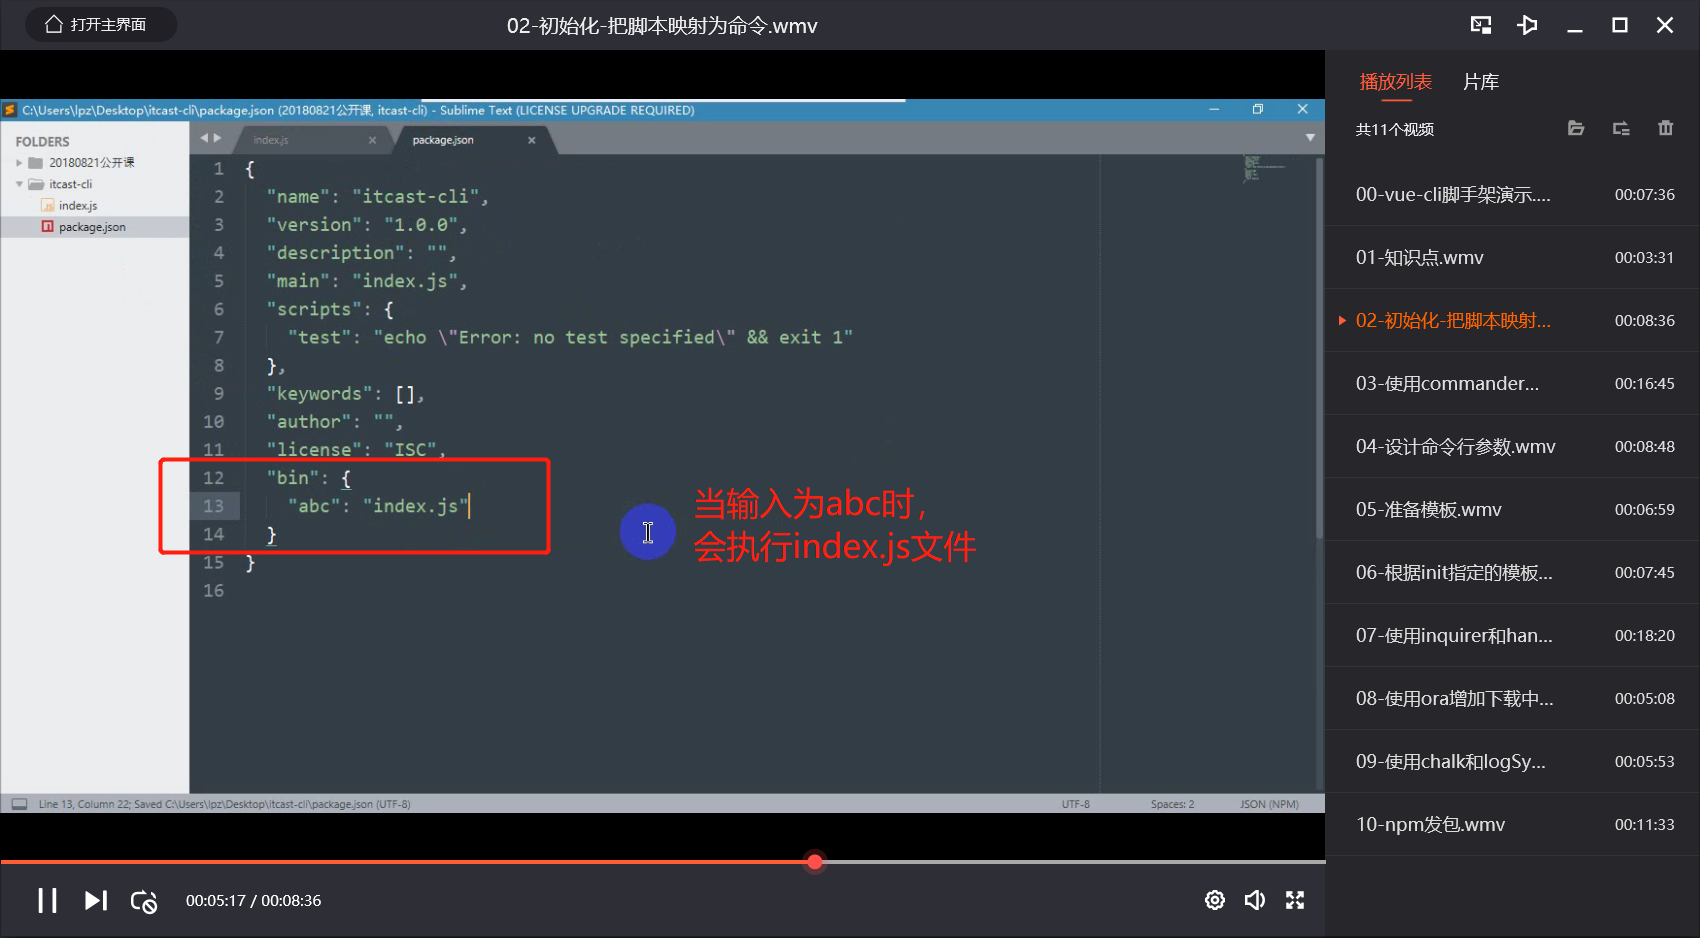 打开主界面
02-初始化-把脚本映射为命令.wmv
C:\Users\lpz\Desktop\itcast-cli\package.json (20180821公开课, itcast-cli) - Sublime Text (LICENSE UPGRADE REQUIRED)
FOLDERS
20180821公开课
itcast-cli
index.js
package.json
index.js
package.json
1 {
2 "name": "itcast-cli",
3 "version": "1.0.0",
4 "description": "",
5 "main": "index.js",
6 "scripts": {
7 "test": "echo \"Error: no test specified\" && exit 1"
8 },
9 "keywords": [],
10 "author": "",
11 "license": "ISC",
12 "bin": {
13 "abc": "index.js"
14 }
15 }
16
当输入为abc时，
会执行index.js文件
Line 13, Column 22; Saved C:\Users\lpz\Desktop\itcast-cli\package.json (UTF-8)
UTF-8
Spaces: 2
JSON (NPM)
00:05:17 / 00:08:36
播放列表 片库
共11个视频
00-vue-cli脚手架演示.... 00:07:36
01-知识点.wmv 00:03:31
02-初始化-把脚本映射... 00:08:36
03-使用commander... 00:16:45
04-设计命令行参数.wmv 00:08:48
05-准备模板.wmv 00:06:59
06-根据init指定的模板... 00:07:45
07-使用inquirer和han... 00:18:20
08-使用ora增加下载中... 00:05:08
09-使用chalk和logSy... 00:05:53
10-npm发包.wmv 00:11:33